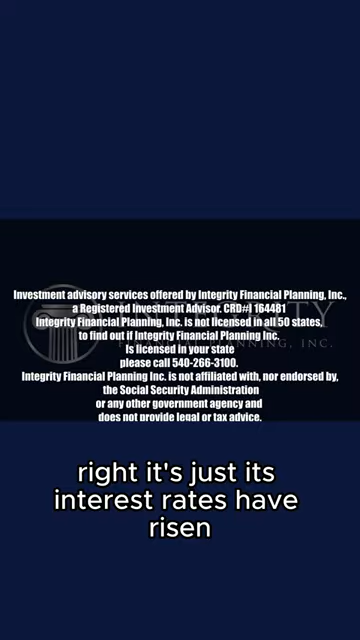 Investment advisory services offered by Integrity Financial Planning, Inc.,
a Registered Investment Advisor. CRD#I 164481
Integrity Financial Planning, Inc. is not licensed in all 50 states,
to find out if Integrity Financial Planning Inc.
Is licensed in your state
please call 540-266-3100.
Integrity Financial Planning Inc. is not affiliated with, nor endorsed by,
the Social Security Administration
or any other government agency and
does not provide legal or tax advice.
right it's just its
interest rates have
risen